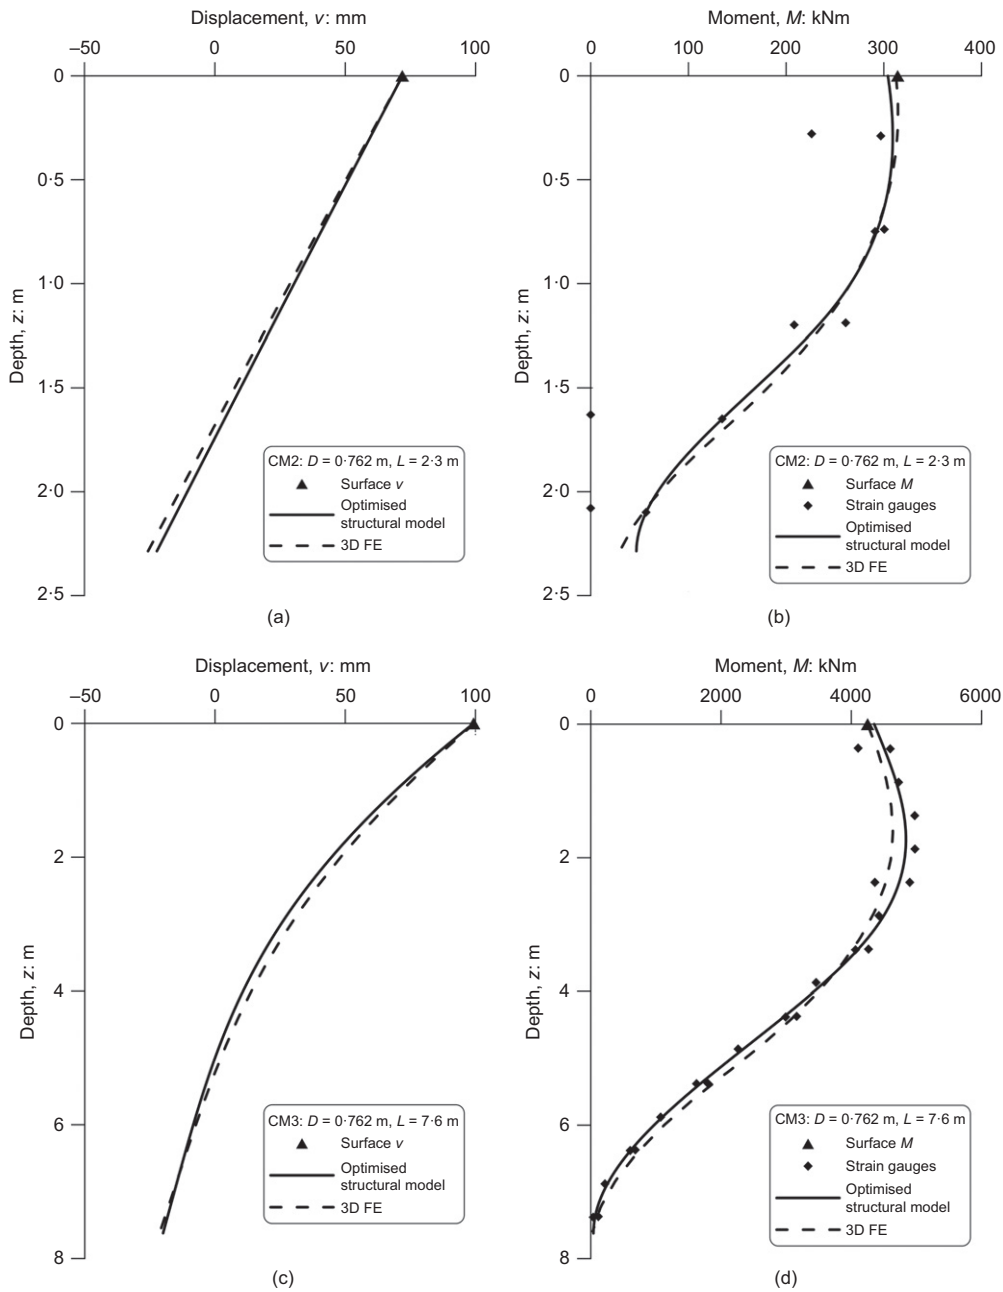 Displacement, v: mm
–50 0 50 100
0
0·5
1·0
1·5
2·0
2·5
Depth, z: m
CM2: D = 0·762 m, L = 2·3 m
Surface v
Optimised
structural model
3D FE
(a)
Moment, M: kNm
0 100 200 300 400
0
0·5
1·0
1·5
2·0
2·5
Depth, z: m
CM2: D = 0·762 m, L = 2·3 m
Surface M
Strain gauges
Optimised
structural model
3D FE
(b)
Displacement, v: mm
–50 0 50 100
0
2
4
6
8
Depth, z: m
CM3: D = 0·762 m, L = 7·6 m
Surface v
Optimised
structural model
3D FE
(c)
Moment, M: kNm
0 2000 4000 6000
0
2
4
6
8
Depth, z: m
CM3: D = 0·762 m, L = 7·6 m
Surface M
Strain gauges
Optimised
structural model
3D FE
(d)